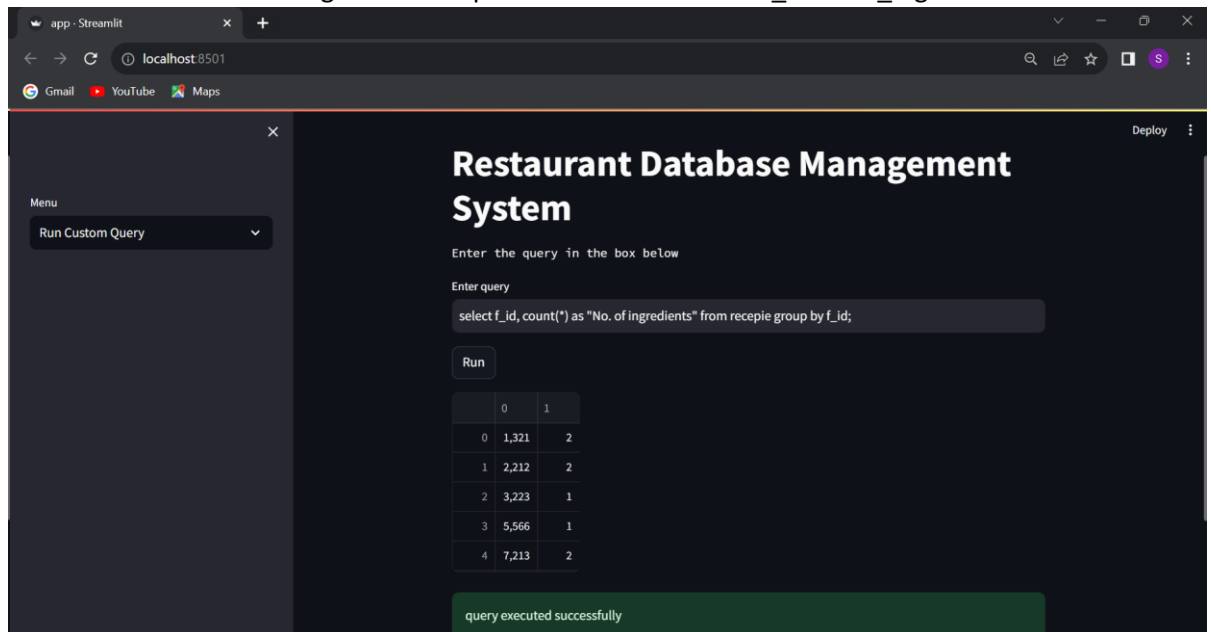 app · Streamlit
localhost:8501
S
Gmail YouTube Maps
Deploy
Menu
Run Custom Query
Restaurant Database Management
System
Enter the query in the box below
Enter query
select f_id, count(*) as "No. of ingredients" from recepie group by f_id;
Run
0 1
0 1,321 2
1 2,212 2
2 3,223 1
3 5,566 1
4 7,213 2
query executed successfully